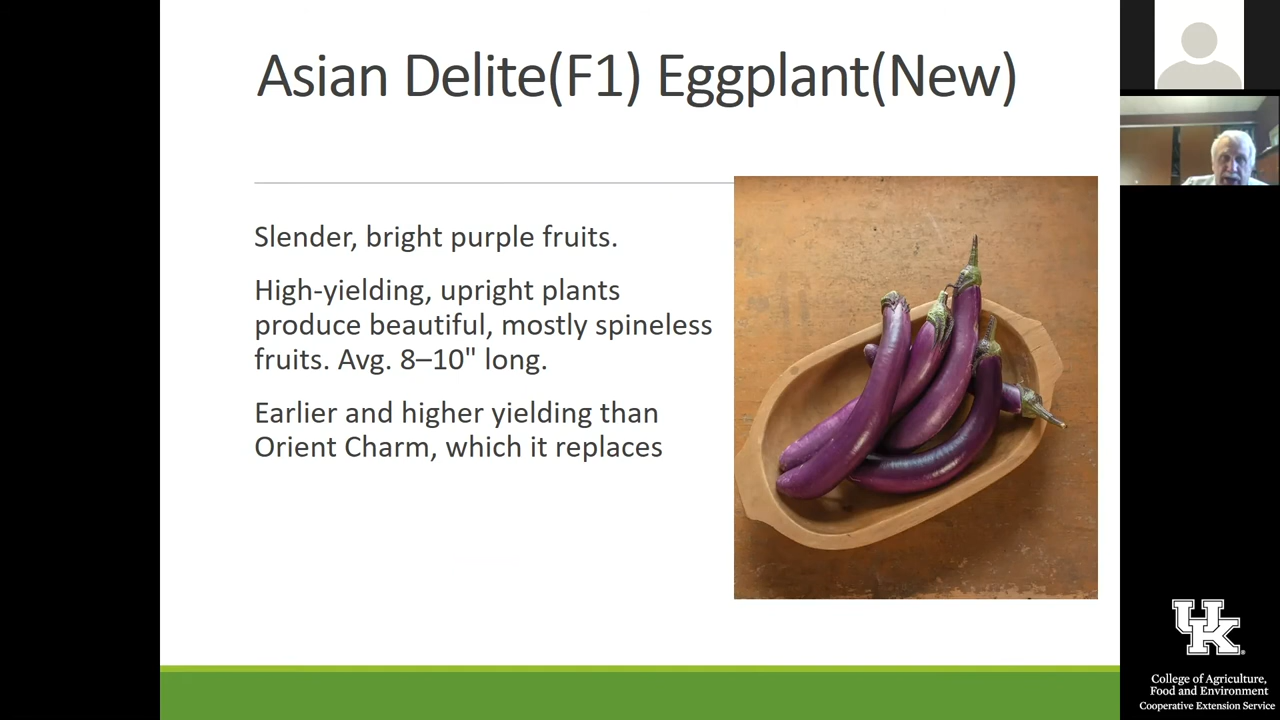 Asian Delite(F1) Eggplant(New)
Slender, bright purple fruits.
High-yielding, upright plants
produce beautiful, mostly spineless
fruits. Avg. 8–10" long.
Earlier and higher yielding than
Orient Charm, which it replaces
UK
College of Agriculture,
Food and Environment
Cooperative Extension Service